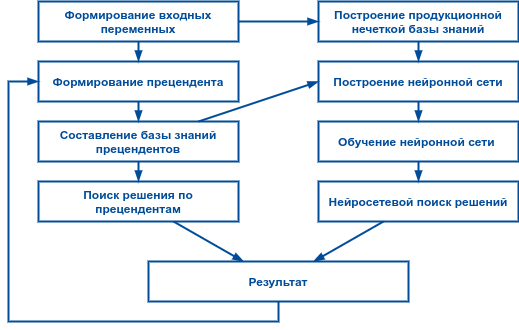 Формирование входных
переменных
Построение продукционной
нечеткой базы знаний
Формирование прецендента
Построение нейронной сети
Составление базы знаний
прецендентов
Обучение нейронной сети
Поиск решения по
прецендентам
Нейросетевой поиск решений
Результат